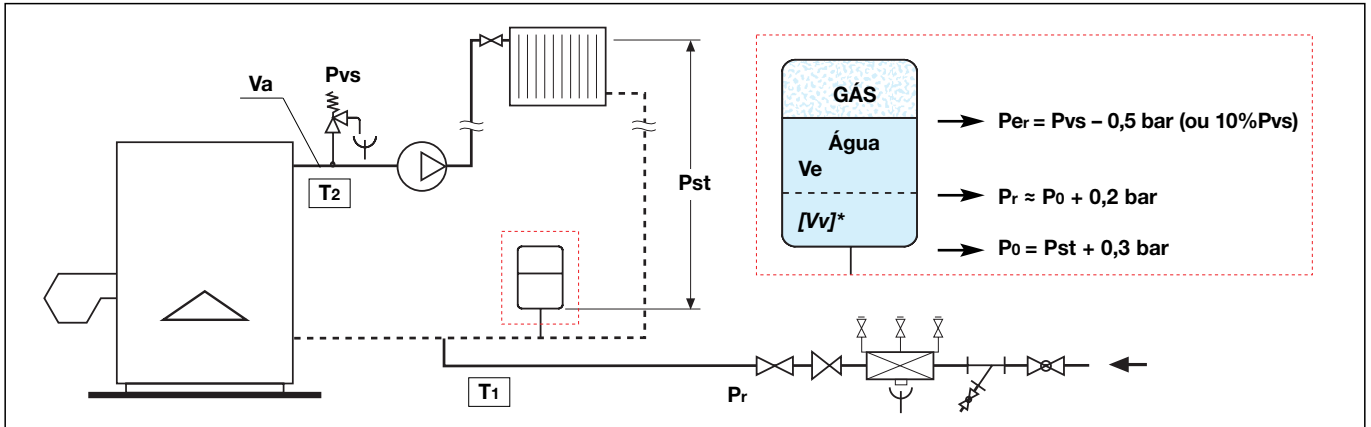 Va
Pvs
T2
Pst
T1
Pr
GÁS
Água
Ve
[Vv]*
Per = Pvs – 0,5 bar (ou 10%Pvs)
Pr ≈ P0 + 0,2 bar
P0 = Pst + 0,3 bar